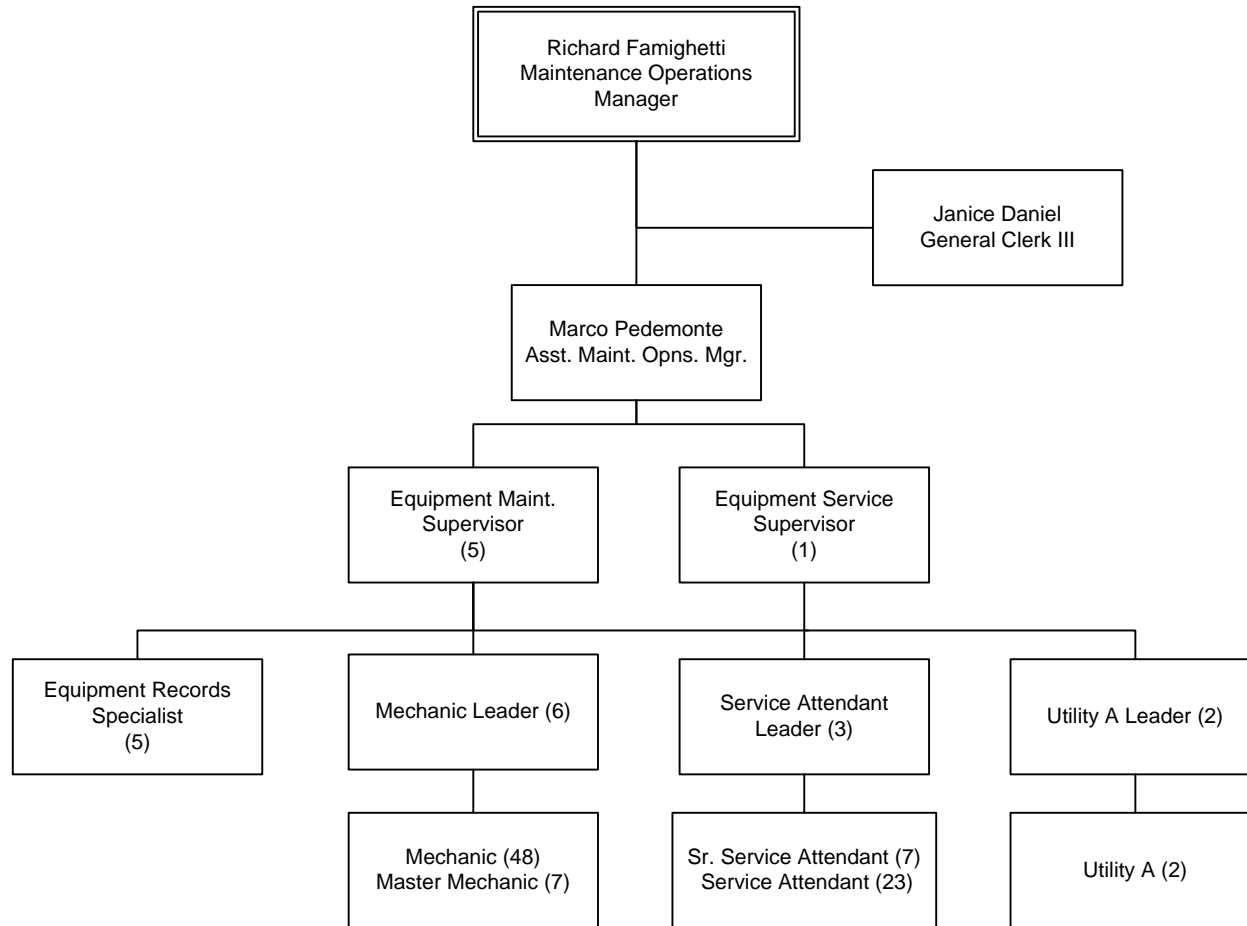 Richard Famighetti
Maintenance Operations
Manager
Janice Daniel
General Clerk III
Marco Pedemonte
Asst. Maint. Opns. Mgr.
Equipment Maint.
Supervisor
(5)
Equipment Service
Supervisor
(1)
Equipment Records
Specialist
(5)
Mechanic Leader (6)
Service Attendant
Leader (3)
Utility A Leader (2)
Mechanic (48)
Master Mechanic (7)
Sr. Service Attendant (7)
Service Attendant (23)
Utility A (2)